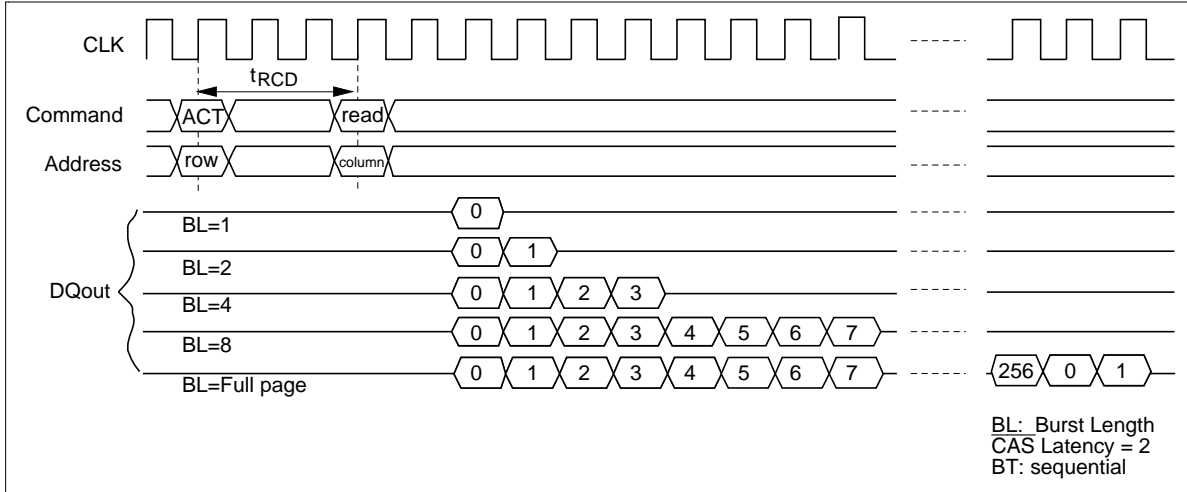 CLK
tRCD
Command ACT read
Address row column
DQout
0
BL=1
0 1
BL=2
0 1 2 3
BL=4
0 1 2 3 4 5 6 7
BL=8
0 1 2 3 4 5 6 7 256 0 1
BL=Full page
BL: Burst Length
CAS Latency = 2
BT: sequential